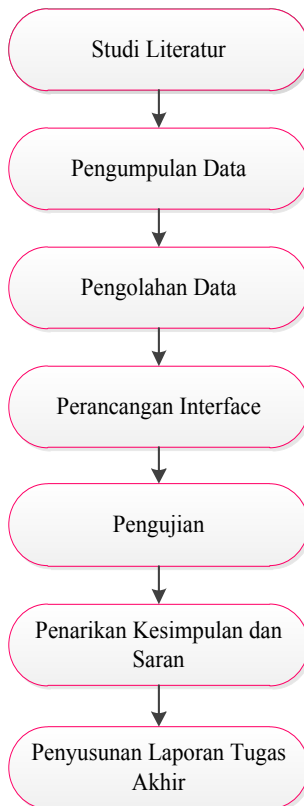 Studi Literatur
Pengumpulan Data
Pengolahan Data
Perancangan Interface
Pengujian
Penarikan Kesimpulan dan
Saran
Penyusunan Laporan Tugas
Akhir